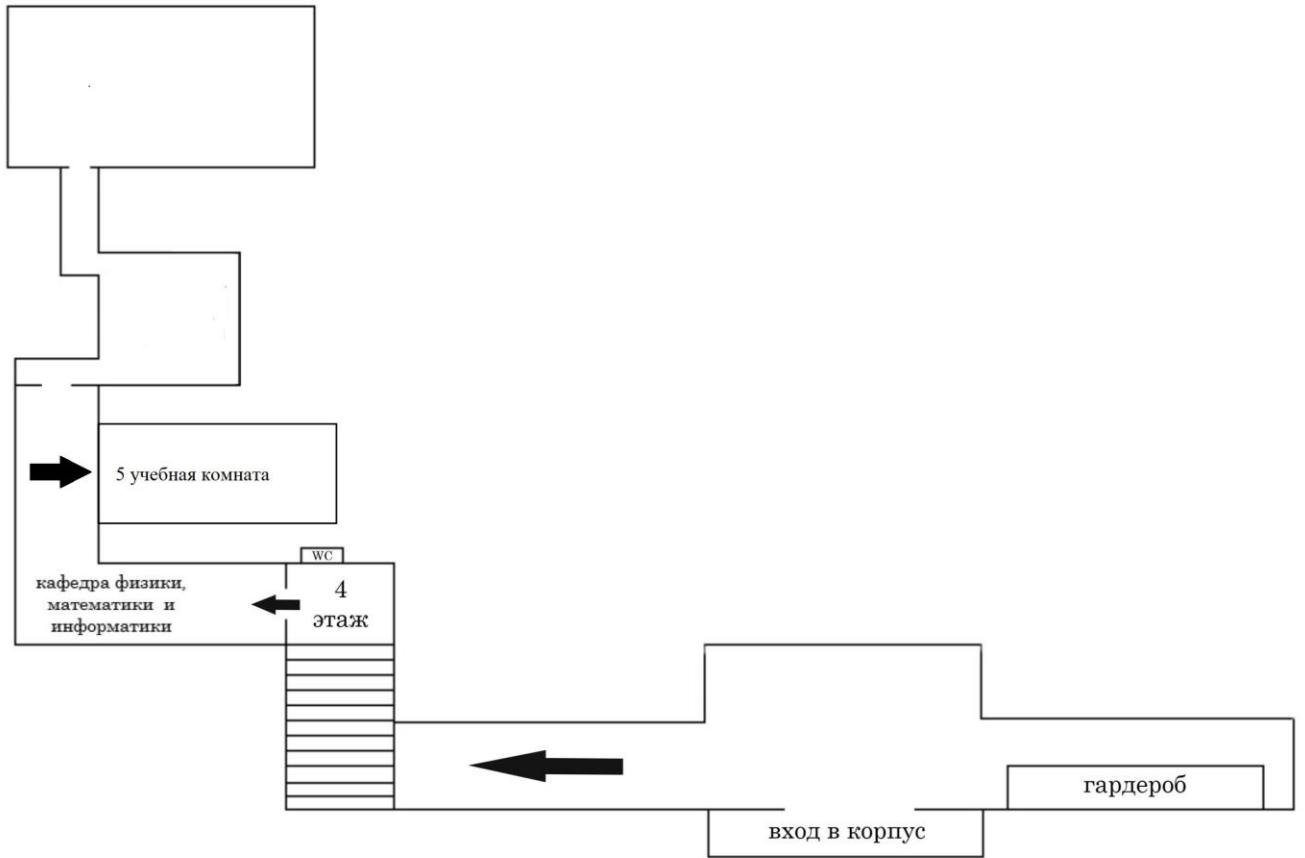 5 учебная комната
WC
4
этаж
кафедра физики,
математики и
информатики
гардероб
вход в корпус